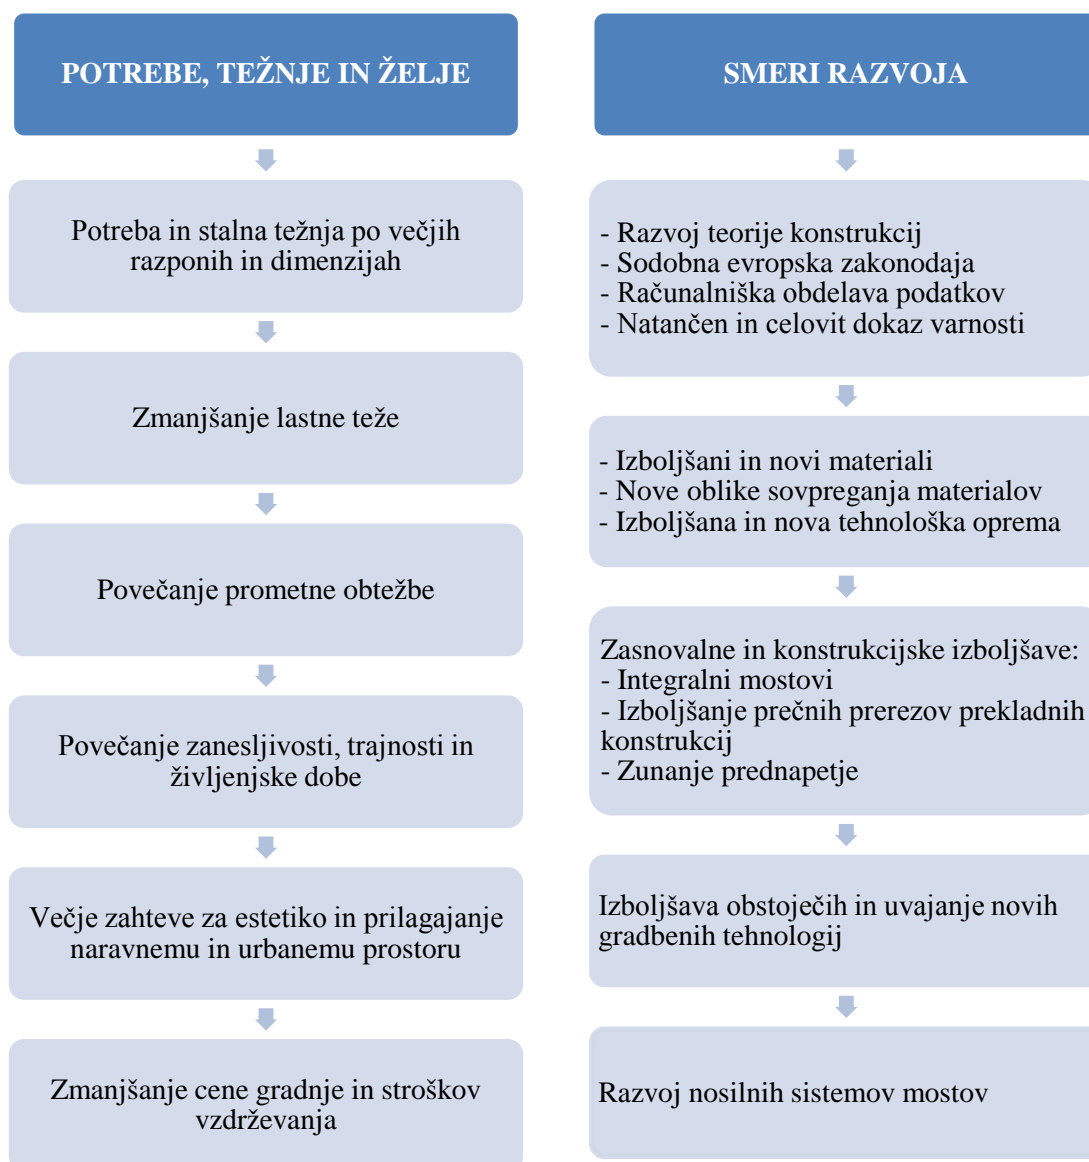 POTREBE, TEŽNJE IN ŽELJE
Potreba in stalna težnja po večjih
razponih in dimenzijah
Zmanjšanje lastne teže
Povečanje prometne obtežbe
Povečanje zanesljivosti, trajnosti in
življenjske dobe
Večje zahteve za estetiko in prilagajanje
naravnemu in urbanemu prostoru
Zmanjšanje cene gradnje in stroškov
vzdrževanja
SMERI RAZVOJA
- Razvoj teorije konstrukcij
- Sodobna evropska zakonodaja
- Računalniška obdelava podatkov
- Natančen in celovit dokaz varnosti
- Izboljšani in novi materiali
- Nove oblike sovpreganja materialov
- Izboljšana in nova tehnološka oprema
Zasnovalne in konstrukcijske izboljšave:
- Integralni mostovi
- Izboljšanje prečnih prerezov prekladnih
konstrukcij
- Zunanje prednapetje
Izboljšava obstoječih in uvajanje novih
gradbenih tehnologij
Razvoj nosilnih sistemov mostov